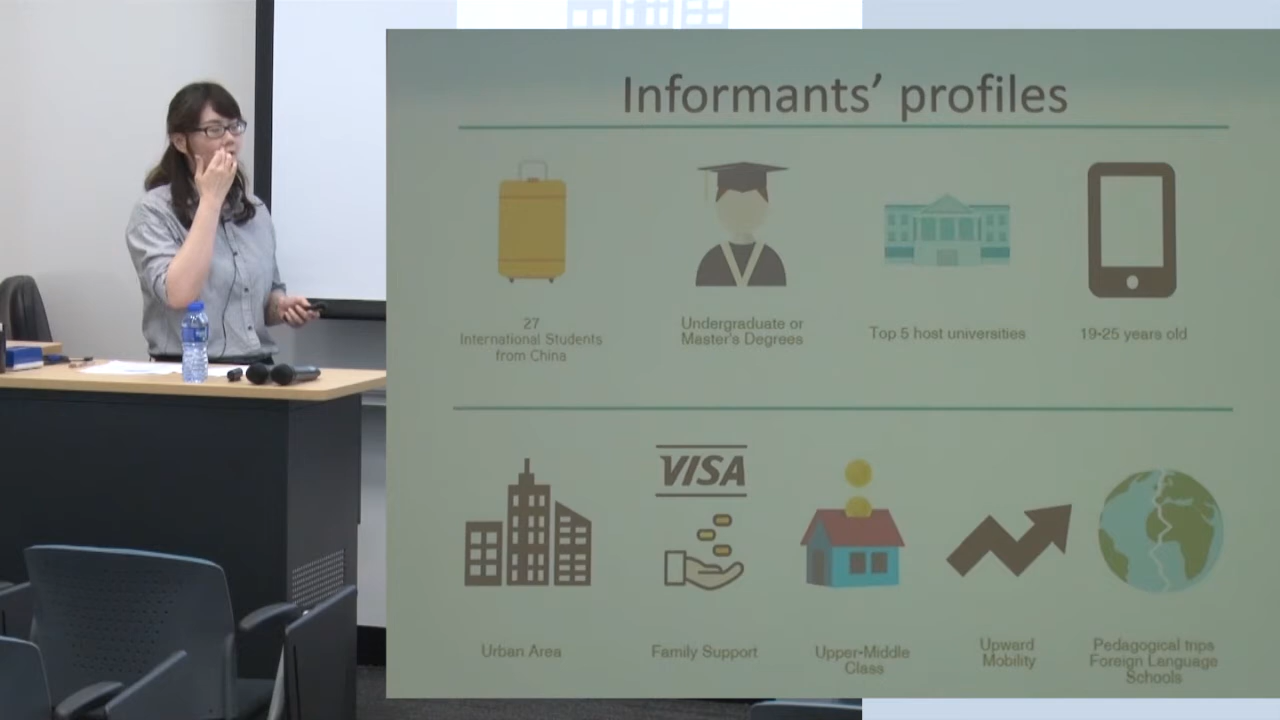 Informants’ profiles
27
International Students
from China
Undergraduate or
Master's Degrees
Top 5 host universities
19-25 years old
VISA
Urban Area
Family Support
Upper-Middle
Class
Upward
Mobility
Pedagogical trips
Foreign Language
Schools